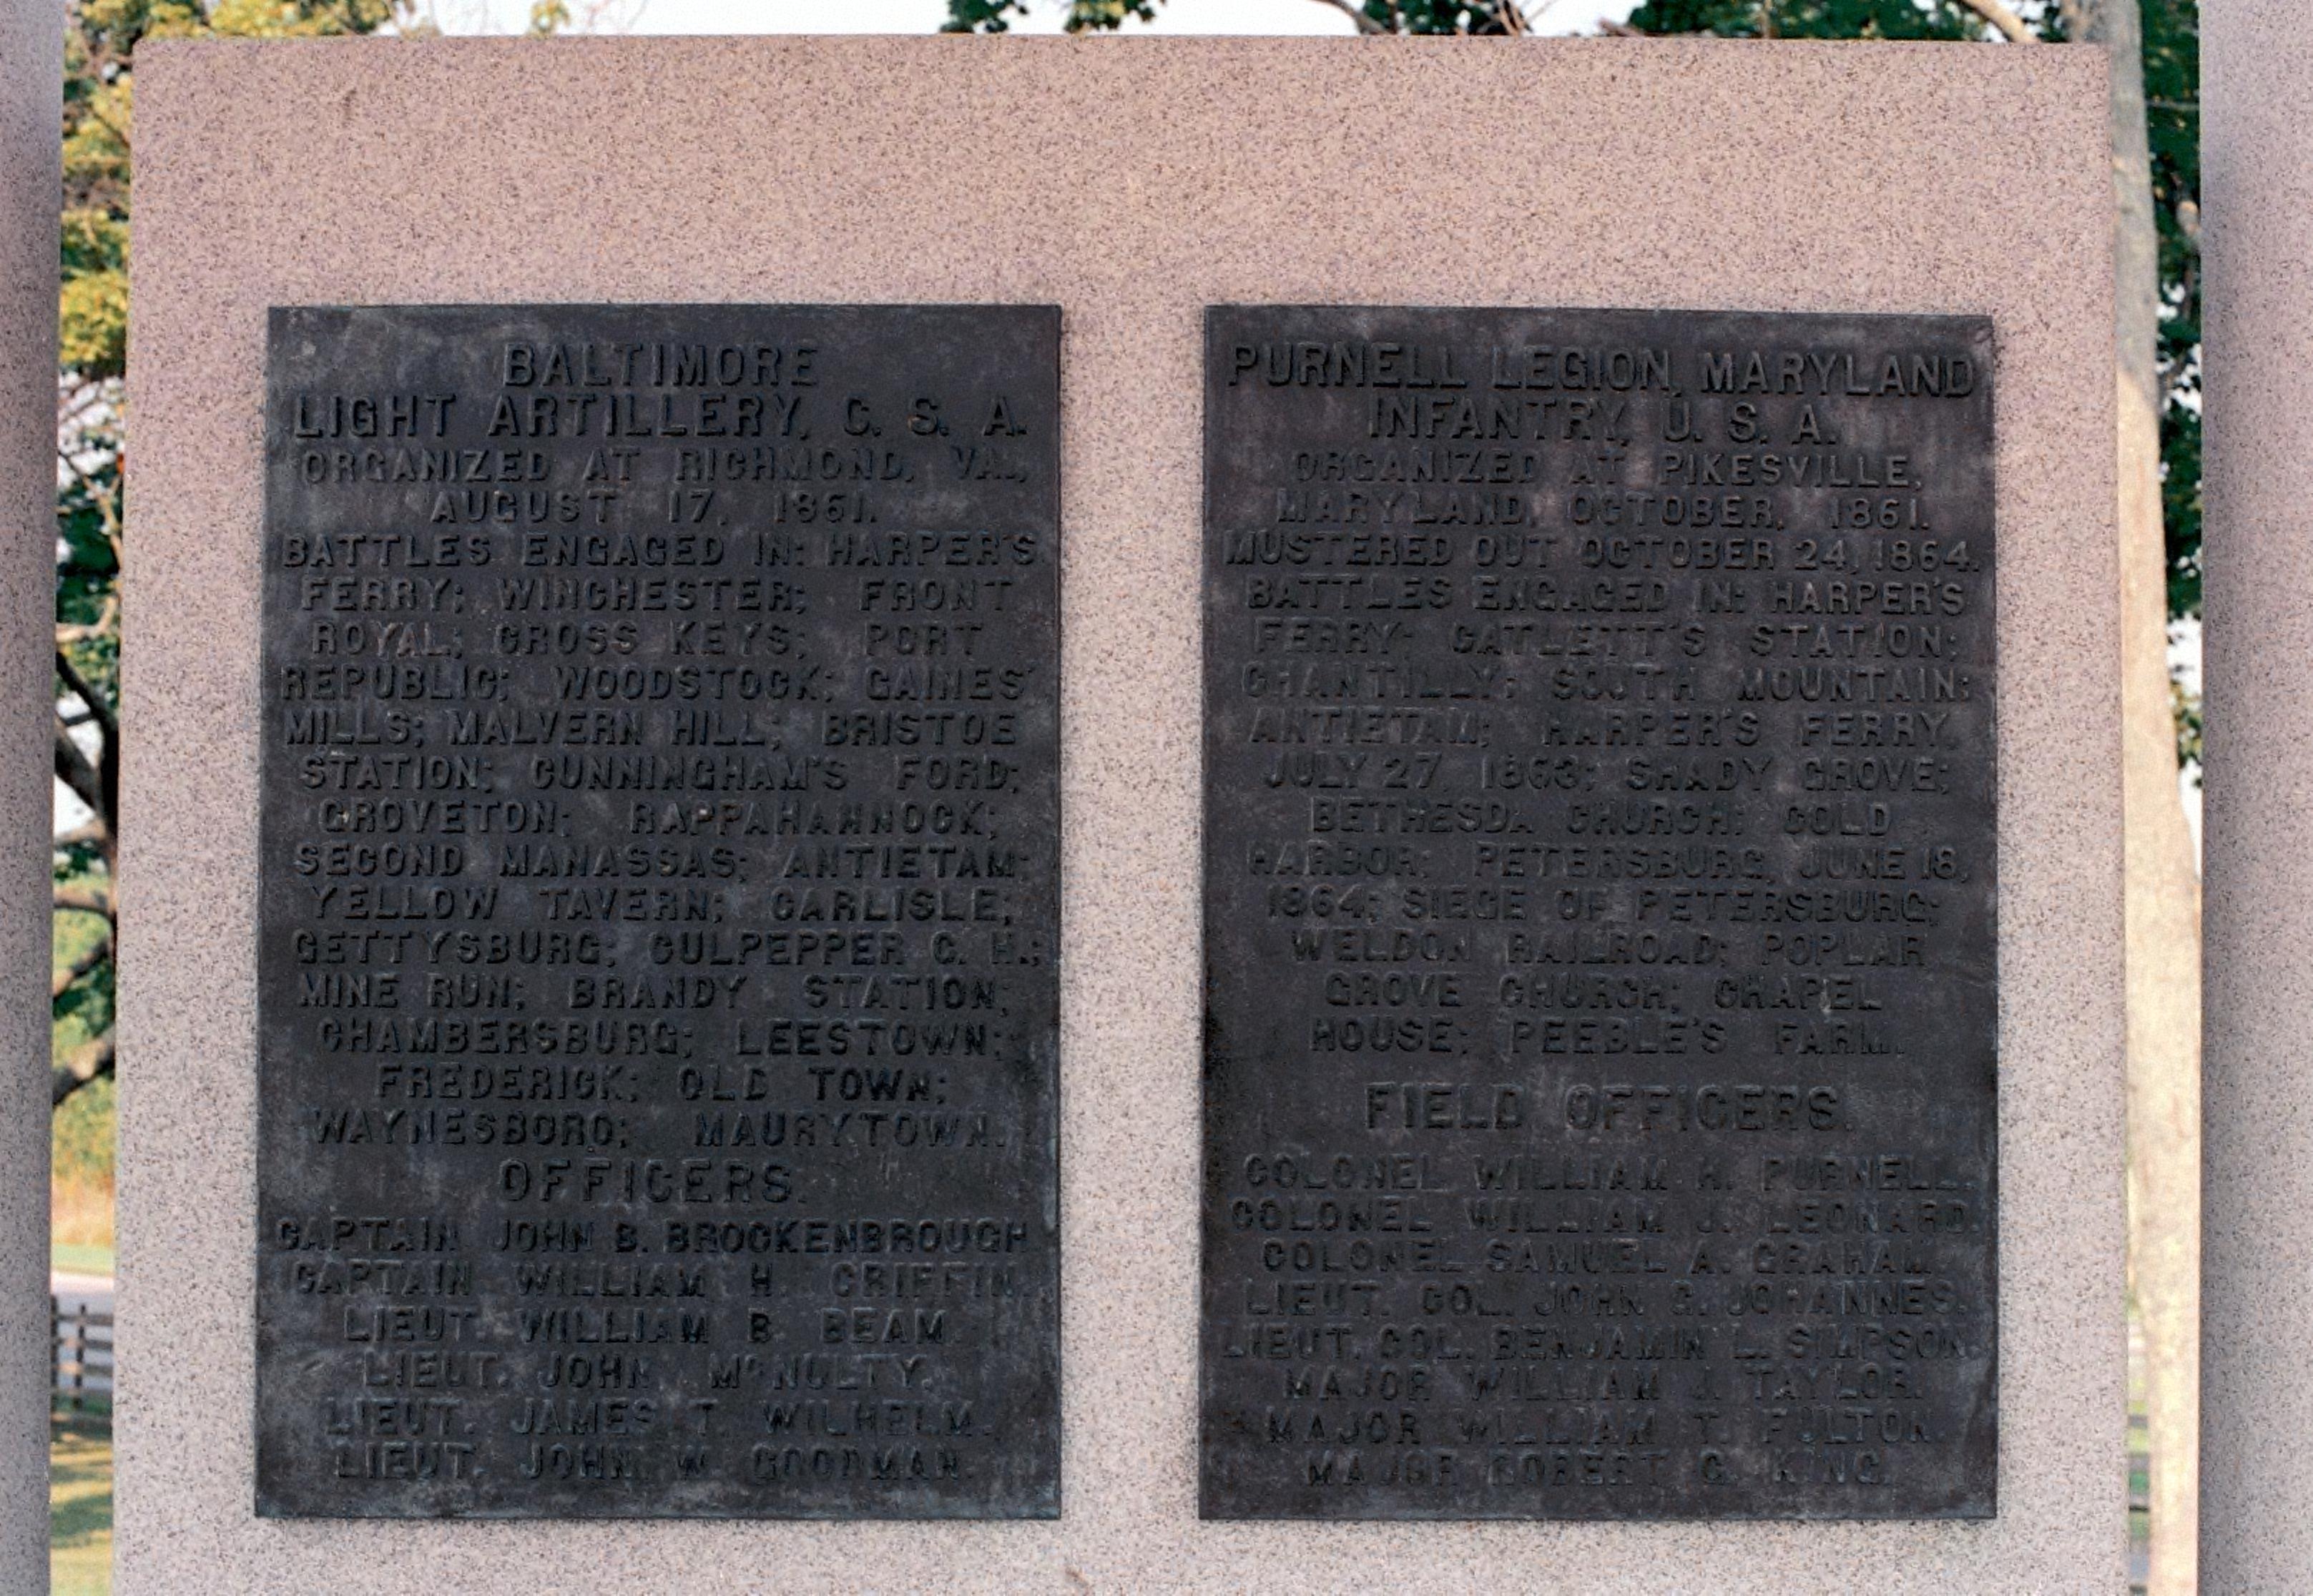 BALTIMORE
LIGHT ARTILLERY, C. S. A.
ORGANIZED AT RICHMOND, VA.,
AUGUST 17, 1861.
BATTLES ENGAGED IN: HARPER'S
FERRY; WINCHESTER; FRONT
ROYAL; CROSS KEYS; PORT
REPUBLIC; WOODSTOCK; GAINES'
MILLS; MALVERN HILL; BRISTOE
STATION; CUNNINGHAM'S FORD;
GROVETON; RAPPAHANNOCK;
SECOND MANASSAS; ANTIETAM;
YELLOW TAVERN; CARLISLE;
GETTYSBURG; CULPEPPER C. H.;
MINE RUN; BRANDY STATION;
CHAMBERSBURG; LEESTOWN;
FREDERICK; OLD TOWN;
WAYNESBORO; MAURYTOWN.
OFFICERS.
CAPTAIN JOHN B. BROCKENBROUGH
CAPTAIN WILLIAM H. GRIFFIN.
LIEUT. WILLIAM B. BEAM.
LIEUT. JOHN McNULTY.
LIEUT. JAMES T. WILHELM.
LIEUT. JOHN W. GOODMAN.
PURNELL LEGION, MARYLAND
INFANTRY, U. S. A.
ORGANIZED AT PIKESVILLE,
MARYLAND, OCTOBER, 1861.
MUSTERED OUT OCTOBER 24, 1864.
BATTLES ENGAGED IN: HARPER'S
FERRY; CATLETT'S STATION;
CHANTILLY; SOUTH MOUNTAIN;
ANTIETAM; HARPER'S FERRY,
JULY 27, 1863; SHADY GROVE;
BETHESDA CHURCH; COLD
HARBOR; PETERSBURG, JUNE 18,
1864; SIEGE OF PETERSBURG;
WELDON RAILROAD; POPLAR
GROVE CHURCH; CHAPEL
HOUSE; PEEBLE'S FARM.
FIELD OFFICERS.
COLONEL WILLIAM H. PURNELL.
COLONEL WILLIAM J. LEONARD.
COLONEL SAMUEL A. GRAHAM.
LIEUT. COL. JOHN G. JOHANNES.
LIEUT. COL. BENJAMIN L. SIMPSON.
MAJOR WILLIAM J. TAYLOR.
MAJOR WILLIAM T. FULTON.
MAJOR ROBERT G. KING.